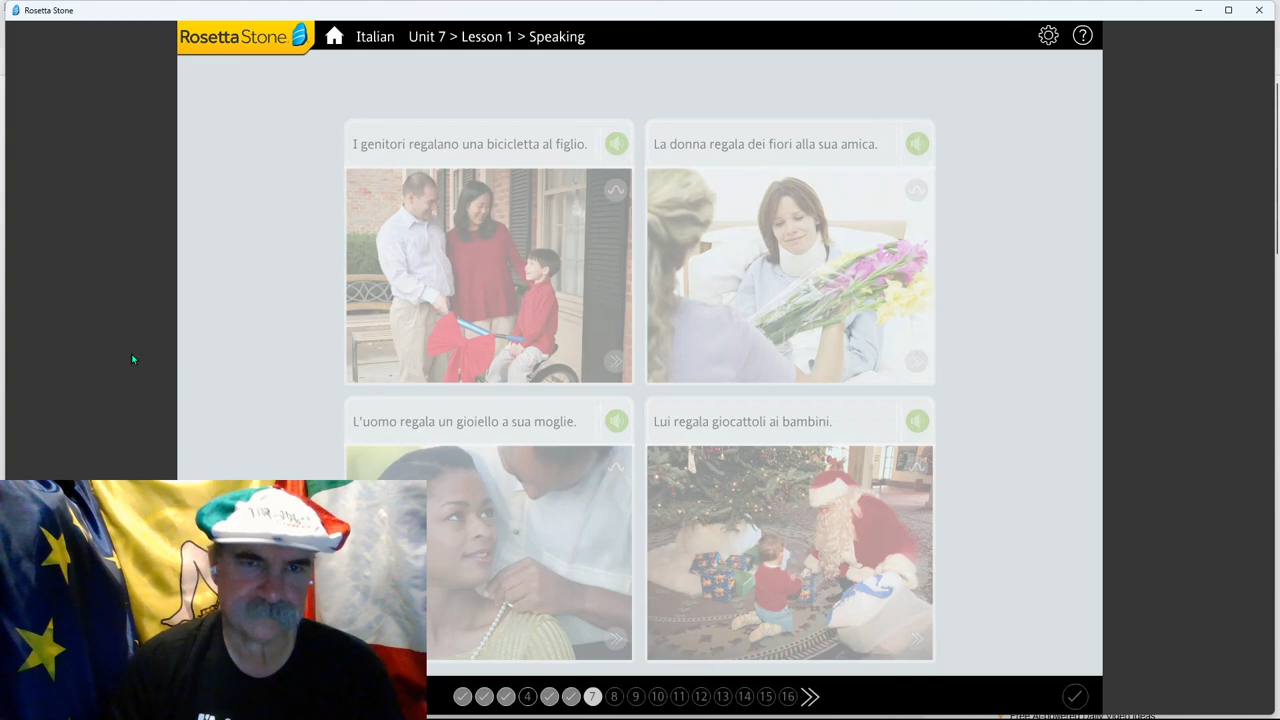 Rosetta Stone
RosettaStone
Italian Unit 7 > Lesson 1 > Speaking
?
I genitori regalano una bicicletta al figlio.
La donna regala dei fiori alla sua amica.
L'uomo regala un gioiello a sua moglie.
Lui regala giocattoli ai bambini.
4 7 8 9 10 11 12 13 14 15 16